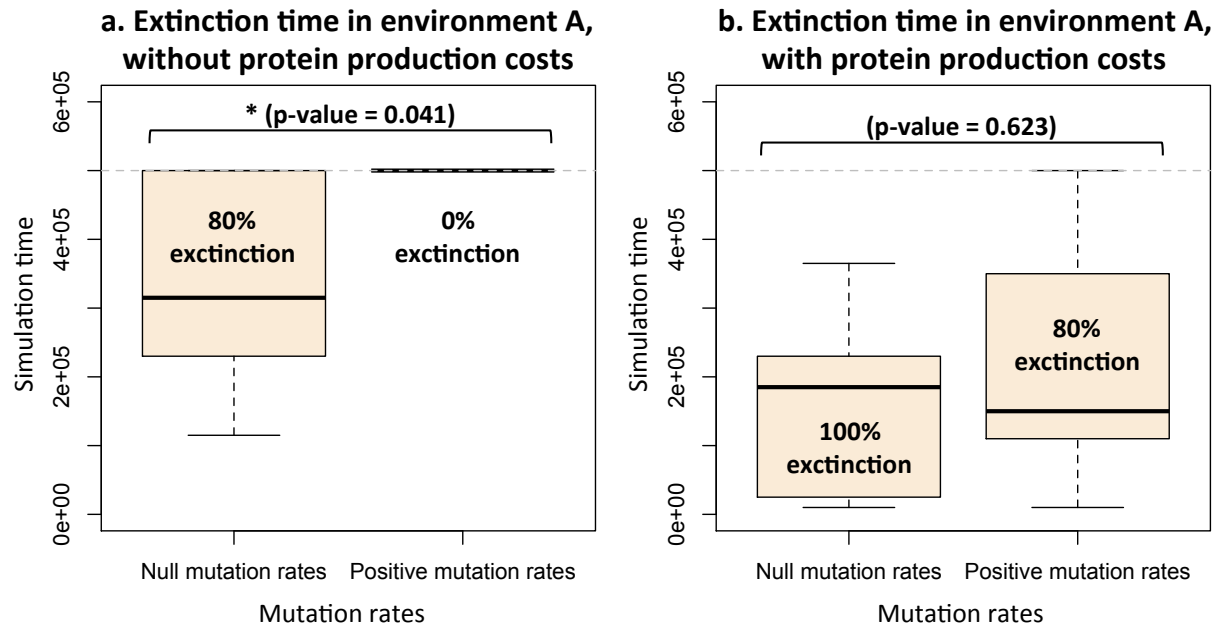 a. Extinction time in environment A,
without protein production costs
* (p-value = 0.041)
6e+05
4e+05
2e+05
0e+00
Simulation time
80%
exctinction
0%
exctinction
Null mutation rates
Positive mutation rates
Mutation rates
b. Extinction time in environment A,
with protein production costs
(p-value = 0.623)
6e+05
4e+05
2e+05
0e+00
Simulation time
100%
exctinction
80%
exctinction
Null mutation rates
Positive mutation rates
Mutation rates